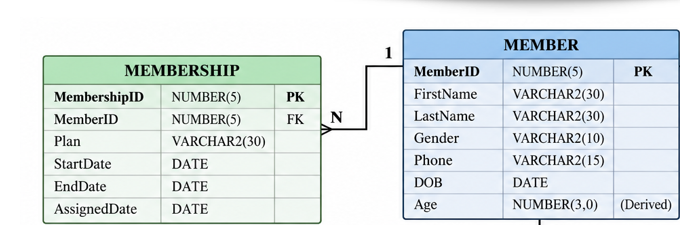 MEMBERSHIP
MembershipID NUMBER(5) PK
MemberID NUMBER(5) FK
Plan VARCHAR2(30)
StartDate DATE
EndDate DATE
AssignedDate DATE
N
1
MEMBER
MemberID NUMBER(5) PK
FirstName VARCHAR2(30)
LastName VARCHAR2(30)
Gender VARCHAR2(10)
Phone VARCHAR2(15)
DOB DATE
Age NUMBER(3,0) (Derived)